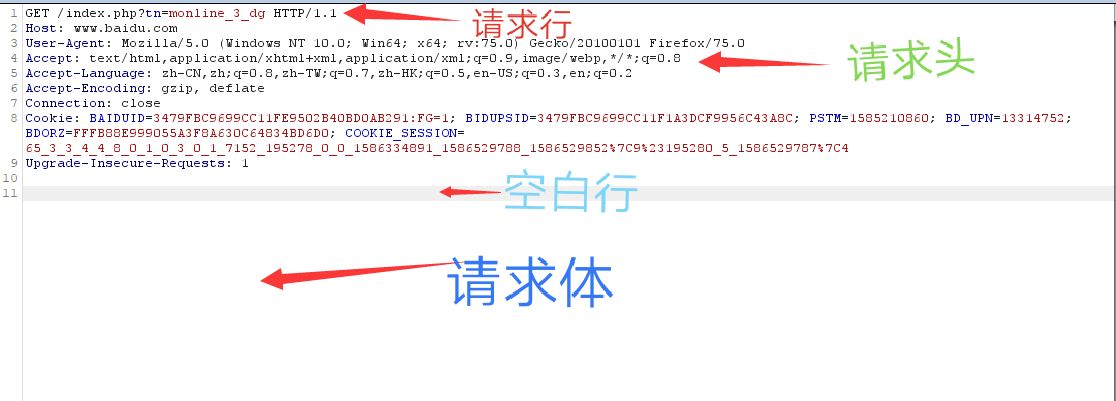 1 GET /index.php?tn=monline_3_dg HTTP/1.1 请求行
2 Host: www.baidu.com
3 User-Agent: Mozilla/5.0 (Windows NT 10.0; Win64; x64; rv:75.0) Gecko/20100101 Firefox/75.0
4 Accept: text/html,application/xhtml+xml,application/xml;q=0.9,image/webp,*/*;q=0.8 请求头
5 Accept-Language: zh-CN,zh;q=0.8,zh-TW;q=0.7,zh-HK;q=0.5,en-US;q=0.3,en;q=0.2
6 Accept-Encoding: gzip, deflate
7 Connection: close
8 Cookie: BAIDUID=3479FBC9699CC11FE9502B40BD0AB291:FG=1; BIDUPSID=3479FBC9699CC11F1A3DCF9956C43A8C; PSTM=1585210860; BD_UPN=13314752;
BDORZ=FFFB88E999055A3F8A630C64834BD6D0; COOKIE_SESSION=
65_3_3_4_4_8_0_1_0_3_0_1_7152_195278_0_0_1586334891_1586529788_1586529852%7C9%23195280_5_1586529787%7C4
9 Upgrade-Insecure-Requests: 1
10
11 空白行
请求体